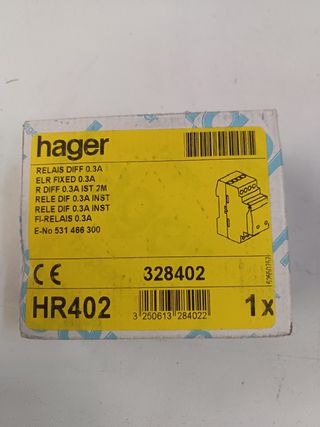 hager
RELAIS DIFF 0.3A
ELR FIXED 0.3A
R DIFF 0.3A IST 2M
RELE DIF 0.3A INST
RELE DIF 0.3A INST
FI-RELAIS 0.3A
E-No 531 466 300
CE 328402
HR402
3 250613 284022
1x